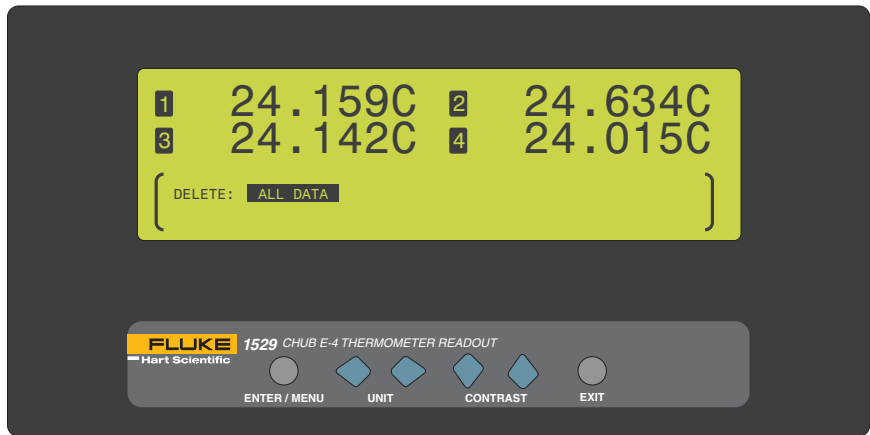 1 24.159C 2 24.634C
3 24.142C 4 24.015C
DELETE: ALL DATA
FLUKE 1529 CHUB E-4 THERMOMETER READOUT
Hart Scientific
ENTER / MENU UNIT CONTRAST EXIT